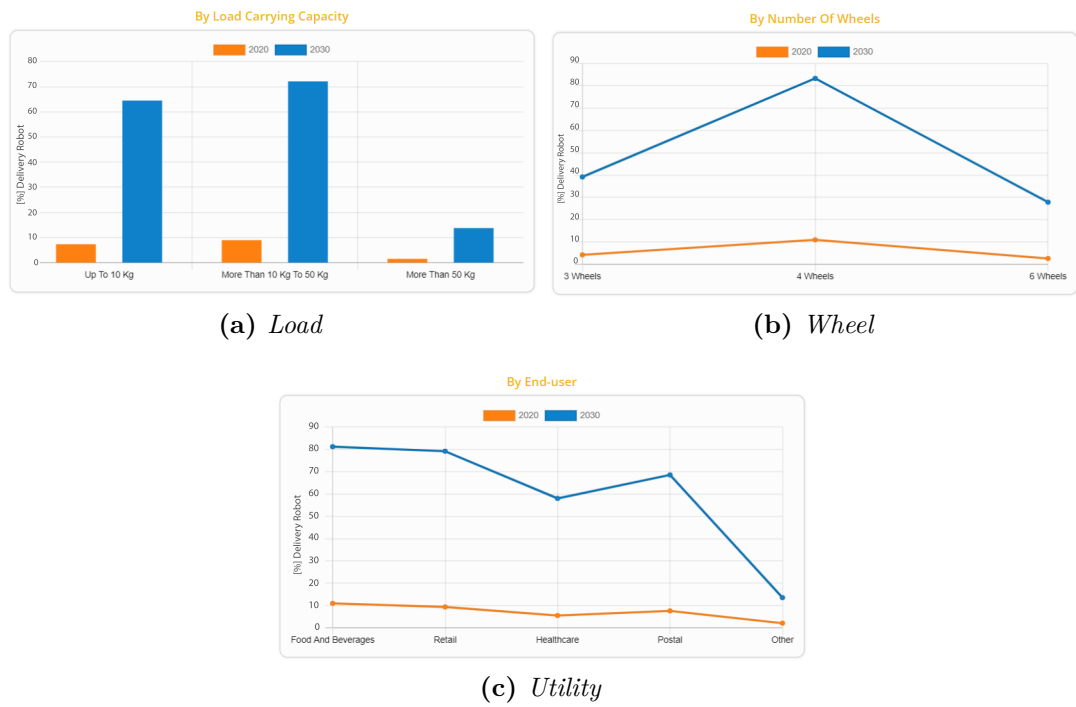 By Load Carrying Capacity
2020 2030
[%] Delivery Robot
80
70
60
50
40
30
20
10
0
Up To 10 Kg More Than 10 Kg To 50 Kg More Than 50 Kg
(a) Load
By Number Of Wheels
2020 2030
[%] Delivery Robot
90
80
70
60
50
40
30
20
10
0
3 Wheels 4 Wheels 6 Wheels
(b) Wheel
By End-user
2020 2030
[%] Delivery Robot
90
80
70
60
50
40
30
20
10
0
Food And Beverages Retail Healthcare Postal Other
(c) Utility